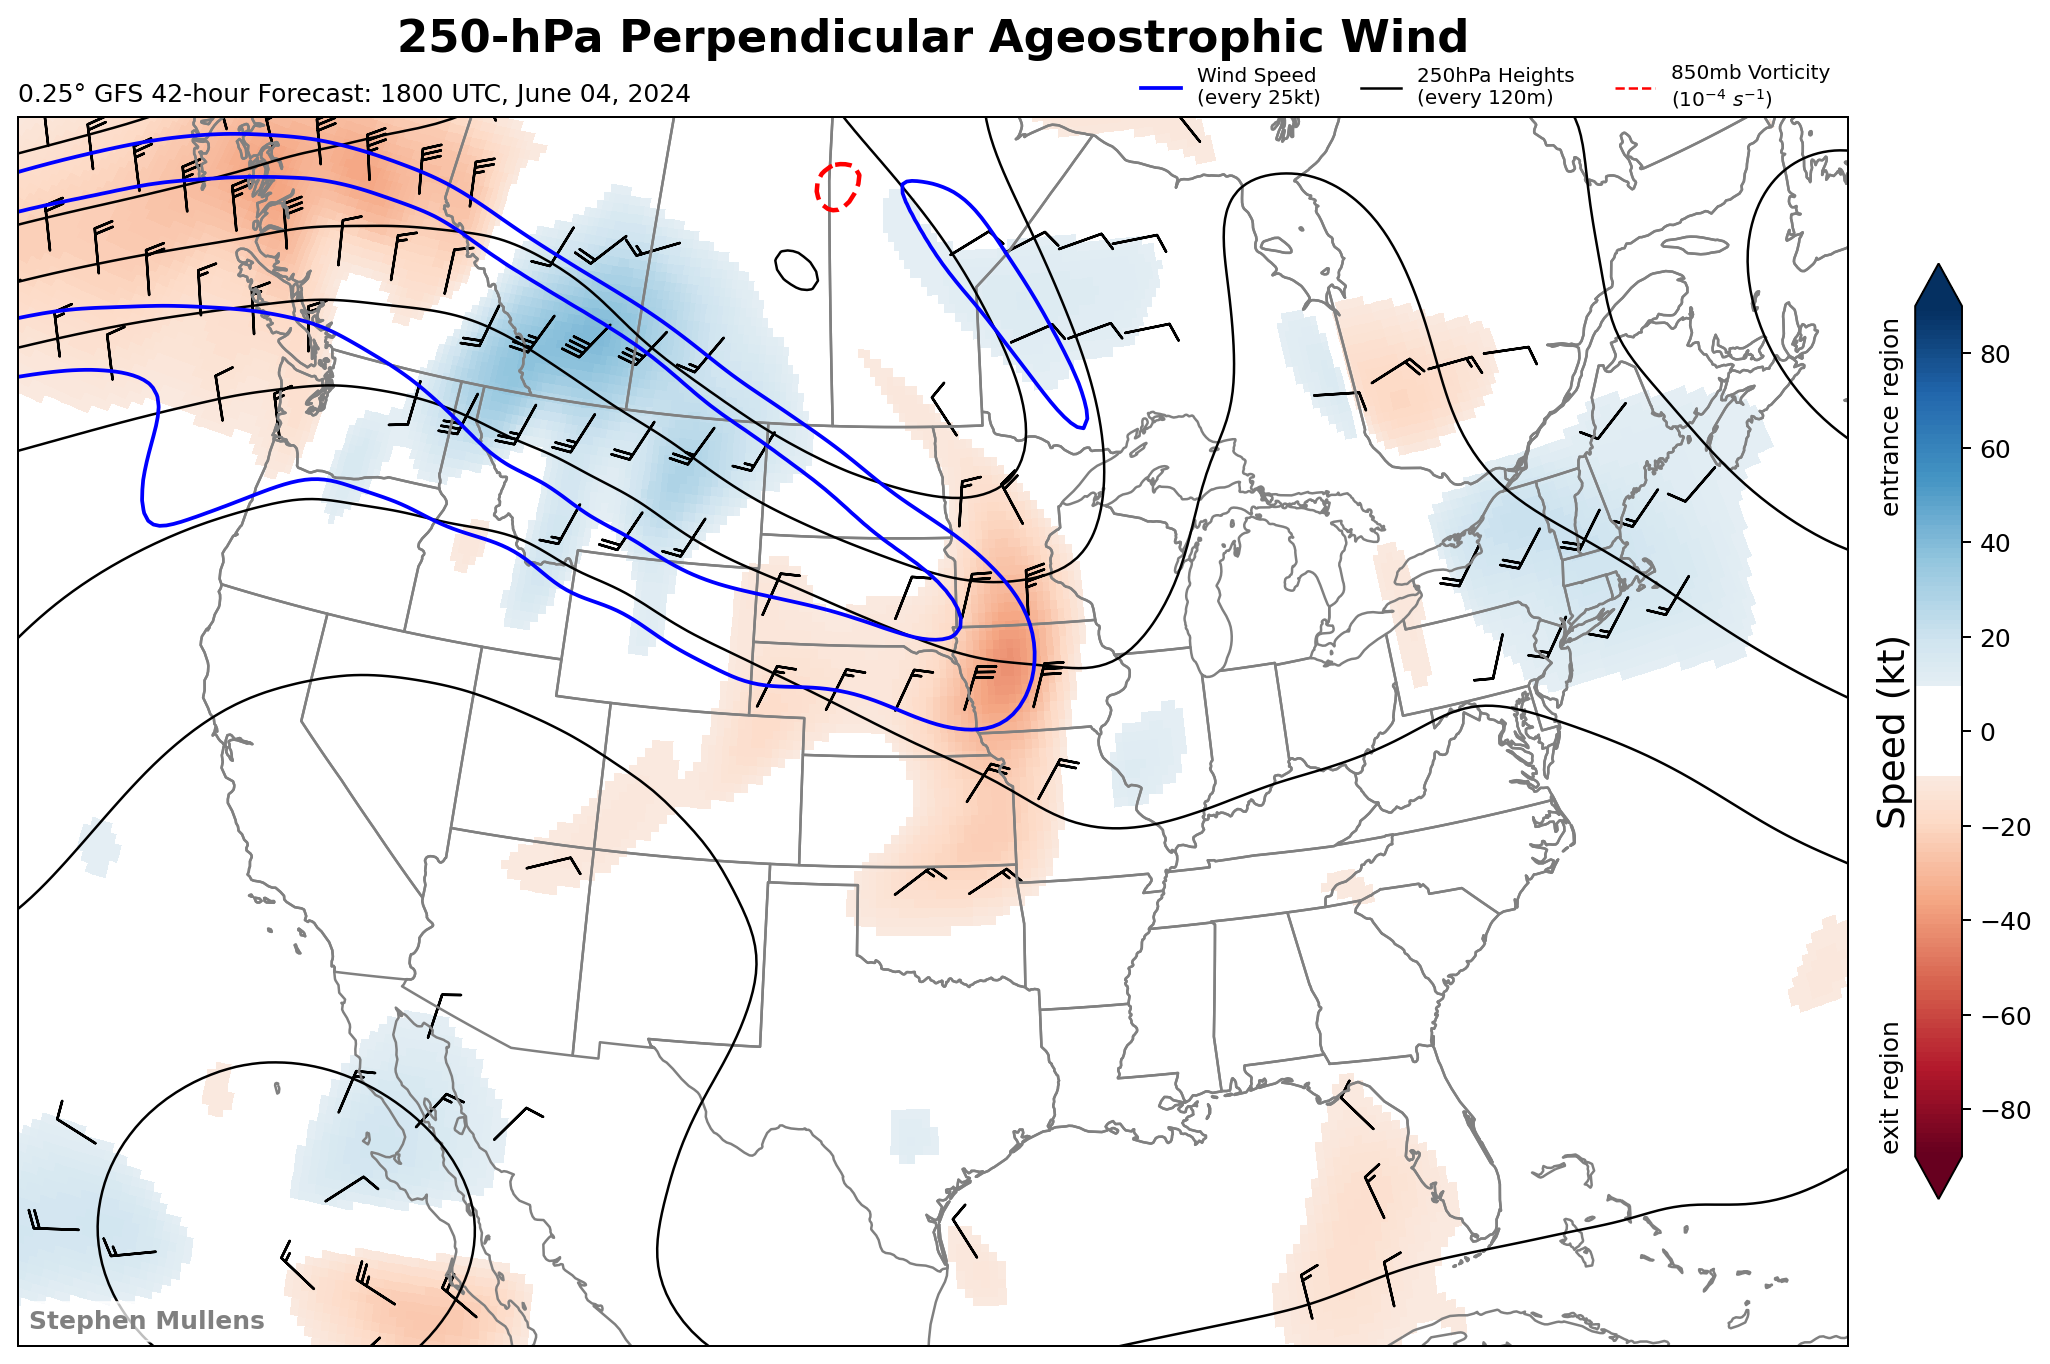 250-hPa Perpendicular Ageostrophic Wind
0.25° GFS 42-hour Forecast: 1800 UTC, June 04, 2024
Wind Speed
(every 25kt)
250hPa Heights
(every 120m)
850mb Vorticity
(10⁻⁴ s⁻¹)
entrance region
Speed (kt)
exit region
80
60
40
20
0
−20
−40
−60
−80
Stephen Mullens